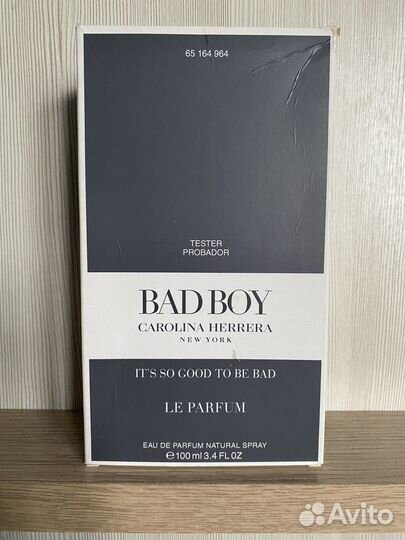 65 164 964
TESTER
PROBADOR
BAD BOY
CAROLINA HERRERA
NEW YORK
IT'S SO GOOD TO BE BAD
LE PARFUM
EAU DE PARFUM NATURAL SPRAY
℮100 ml 3.4 FL OZ
Avito